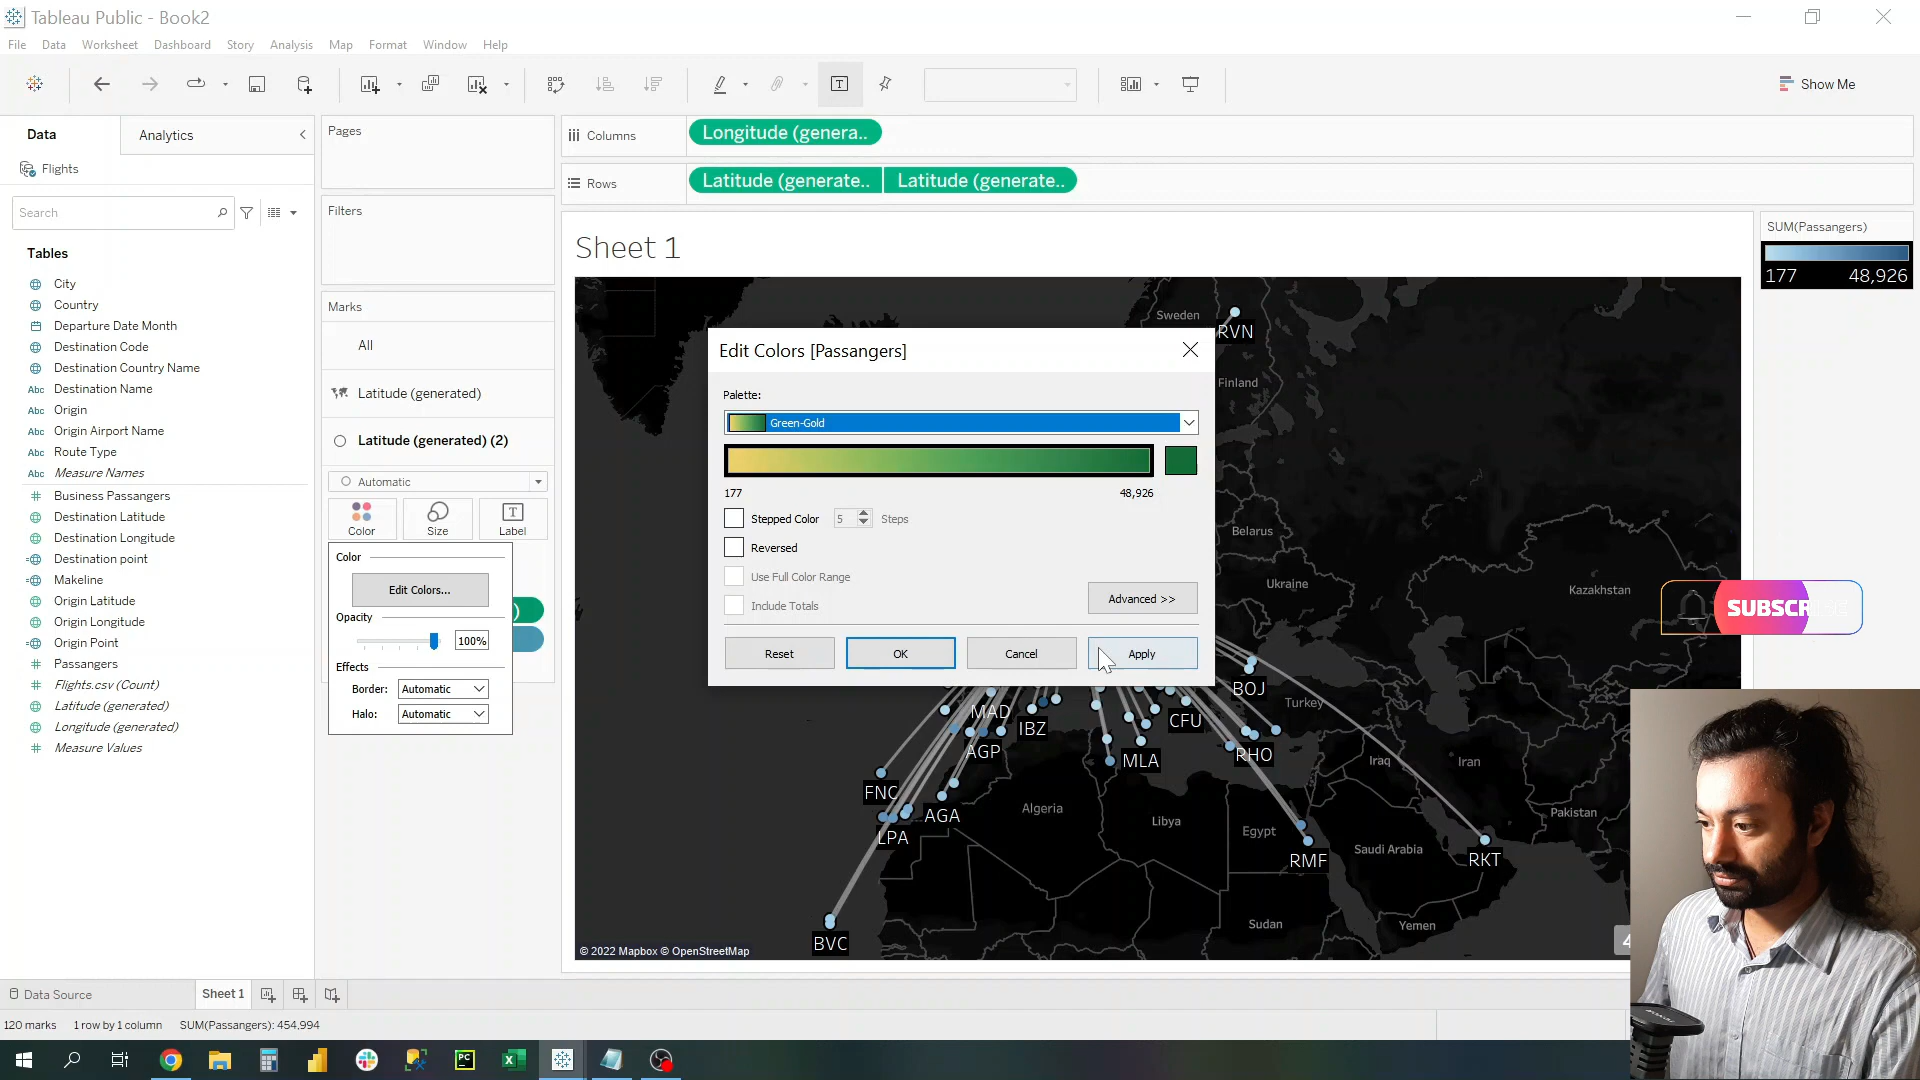 Tableau Public - Book2
File Data Worksheet Dashboard Story Analysis Map Format Window Help
Show Me
Data
Analytics
Flights
Search
Tables
City
Country
Departure Date Month
Destination Code
Destination Country Name
Abc Destination Name
Abc Origin
Abc Origin Airport Name
Abc Route Type
Abc Measure Names
Business Passangers
Destination Latitude
Destination Longitude
Destination point
Makeline
Origin Latitude
Origin Longitude
Origin Point
Passangers
Flights.csv (Count)
Latitude (generated)
Longitude (generated)
Measure Values
Pages
Filters
Marks
All
Latitude (generated)
Latitude (generated) (2)
Automatic
Color
Size
T
Label
Color
Edit Colors...
Opacity
100%
Effects
Border: Automatic
Halo: Automatic
)
Columns
Longitude (genera..
Rows
Latitude (generate..
Latitude (generate..
Sheet 1
SUM(Passangers)
177 48,926
Edit Colors [Passangers]
Palette:
Green-Gold
177
48,926
Stepped Color
5
Steps
Reversed
Use Full Color Range
Include Totals
Advanced >>
Reset
OK
Cancel
Apply
Sweden
RVN
Finland
Belarus
Ukraine
Kazakhstan
SUBSCR
BOJ
Turkey
MAD
IBZ
CFU
AGP
MLA
RHO
Iraq
Iran
FNC
AGA
Algeria
Libya
Egypt
Pakistan
LPA
RMF
Saudi Arabia
RKT
Sudan
Yemen
BVC
4
© 2022 Mapbox © OpenStreetMap
Data Source
Sheet 1
120 marks
1 row by 1 column
SUM(Passangers): 454,994
PC